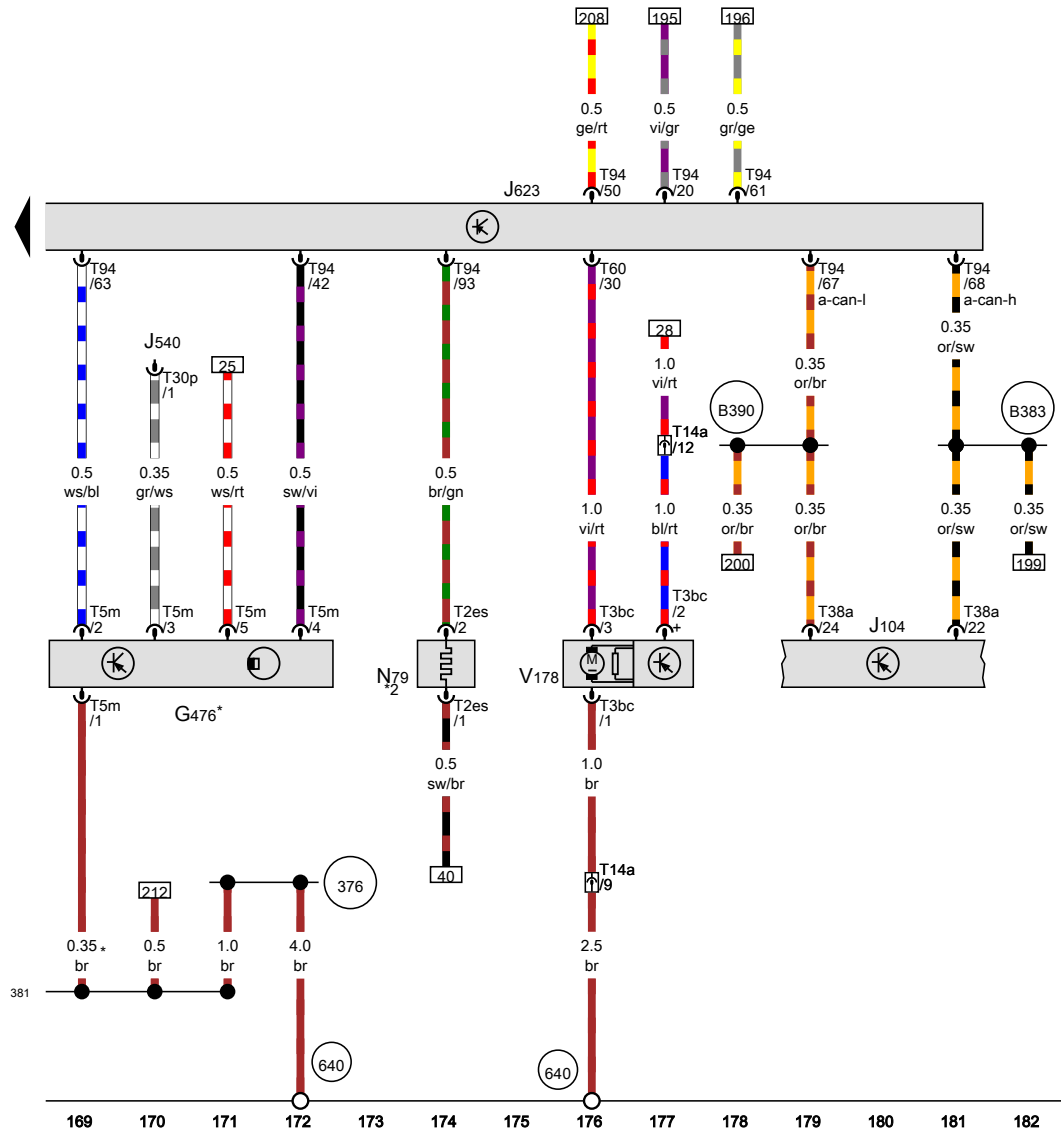 208
195
196
0.5
ge/rt
0.5
vi/gr
0.5
gr/ge
T94
/50
T94
/20
T94
/61
J623
T94
/63
T94
/42
T94
/93
T60
/30
T94
/67
a-can-l
T94
/68
a-can-h
J540
T30p
/1
25
28
1.0
vi/rt
0.35
or/br
0.35
or/sw
B390
B383
T14a
/12
0.5
ws/bl
0.35
gr/ws
0.5
ws/rt
0.5
sw/vi
0.5
br/gn
1.0
vi/rt
1.0
bl/rt
0.35
or/br
0.35
or/br
0.35
or/sw
0.35
or/sw
200
199
T5m
/2
T5m
/3
T5m
/5
T5m
/4
T2es
/2
T3bc
/3
T3bc
/2
+
T38a
/24
J104
T38a
/22
M
N79
*2
V178
T5m
/1
G476*
T2es
/1
T3bc
/1
0.5
sw/br
1.0
br
40
T14a
/9
212
376
0.35 *
br
0.5
br
1.0
br
4.0
br
2.5
br
381
640
640
169 170 171 172 173 174 175 176 177 178 179 180 181 182